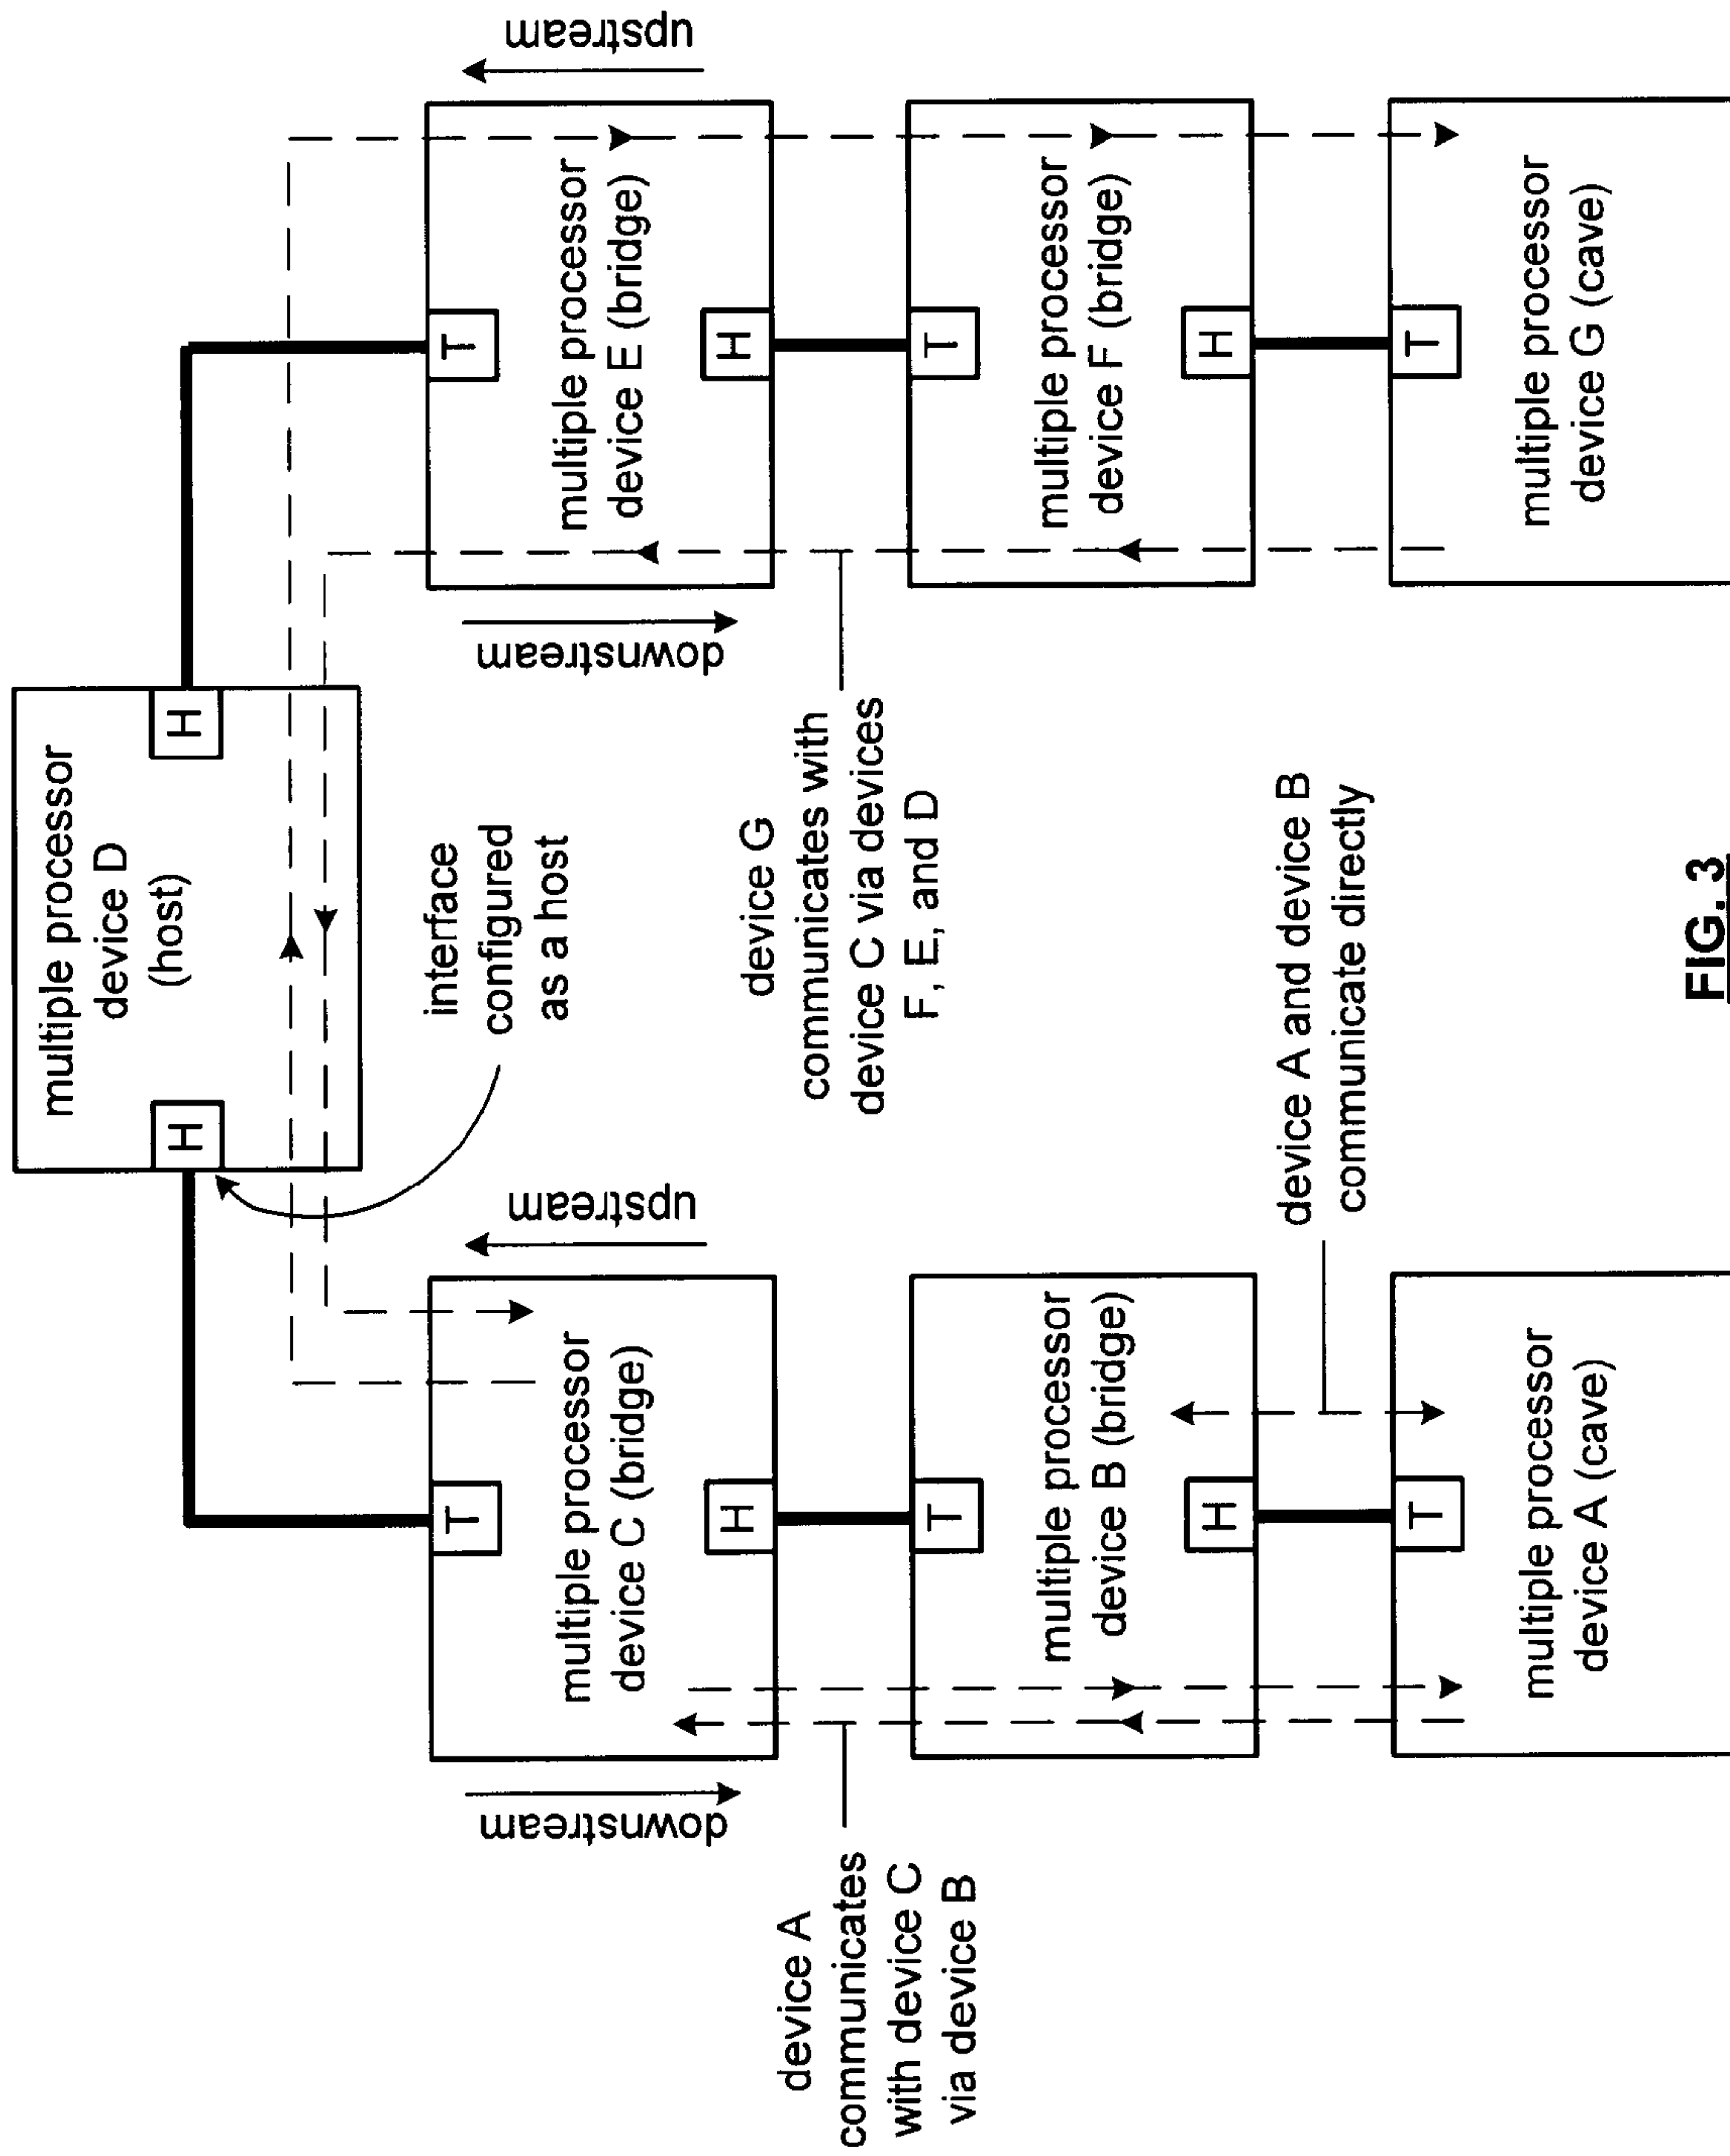 multiple processor
device D
(host)
H
H
interface
configured
as a host
upstream
upstream
T
multiple processor
device C (bridge)
H
downstream
T
multiple processor
device E (bridge)
H
downstream
device A
communicates
with device C
via device B
device G
communicates with
device C via devices
F, E, and D
T
multiple processor
device B (bridge)
H
T
multiple processor
device F (bridge)
H
device A and device B
communicate directly
T
multiple processor
device A (cave)
T
multiple processor
device G (cave)
FIG. 3